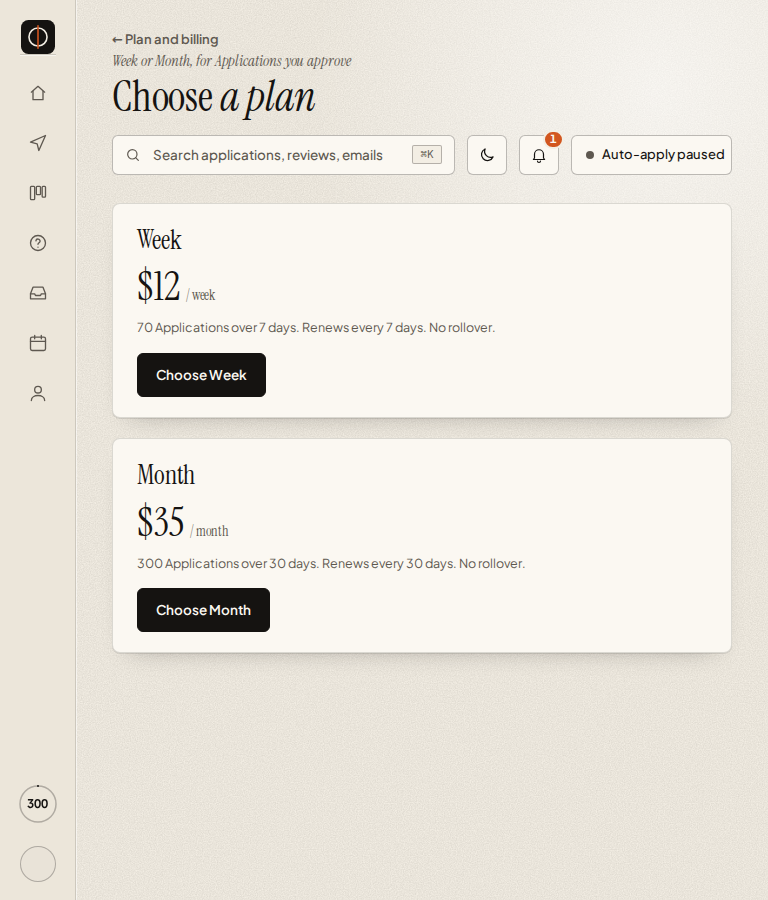 ← Plan and billing
Week or Month, for Applications you approve
Choose a plan
Search applications, reviews, emails ⌘K
1
Auto-apply paused
Week
$12 / week
70 Applications over 7 days. Renews every 7 days. No rollover.
Choose Week
Month
$35 / month
300 Applications over 30 days. Renews every 30 days. No rollover.
Choose Month
300